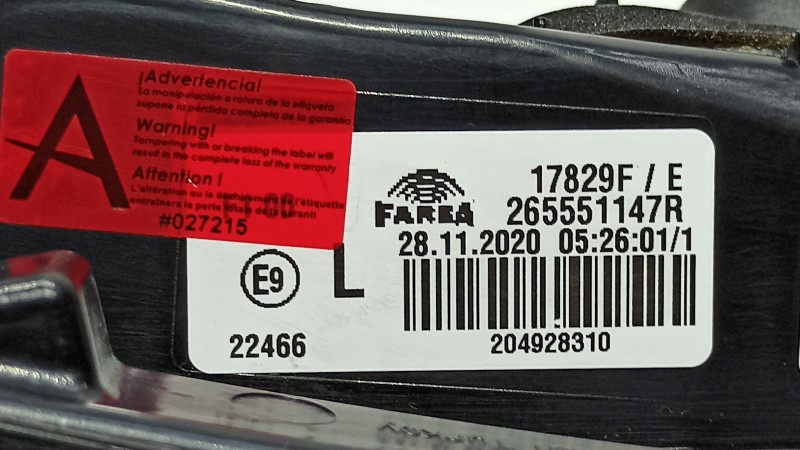 A
¡Advertencia!
La manipulación o rotura de la etiqueta
supone la pérdida completa de la garantía
Warning!
Tampering with or breaking the label will
result in the complete loss of the warranty
Attention !
L'altération ou le déchirement de l'étiquette
entraînera la perte totale de la garanti
#027215
FARBA
17829F / E
265551147R
28.11.2020 05:26:01/1
E9
L
22466
204928310